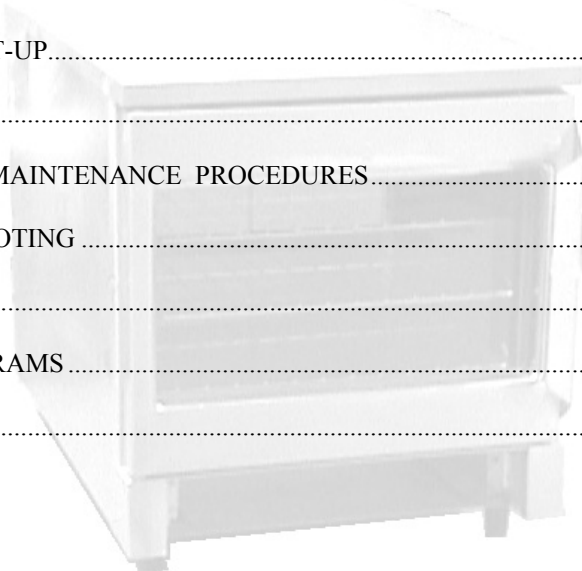 T-UP..................................................................................
........................................................................................
MAINTENANCE PROCEDURES...................................
OTING ...........................................................................
........................................................................................
RAMS .............................................................................
........................................................................................